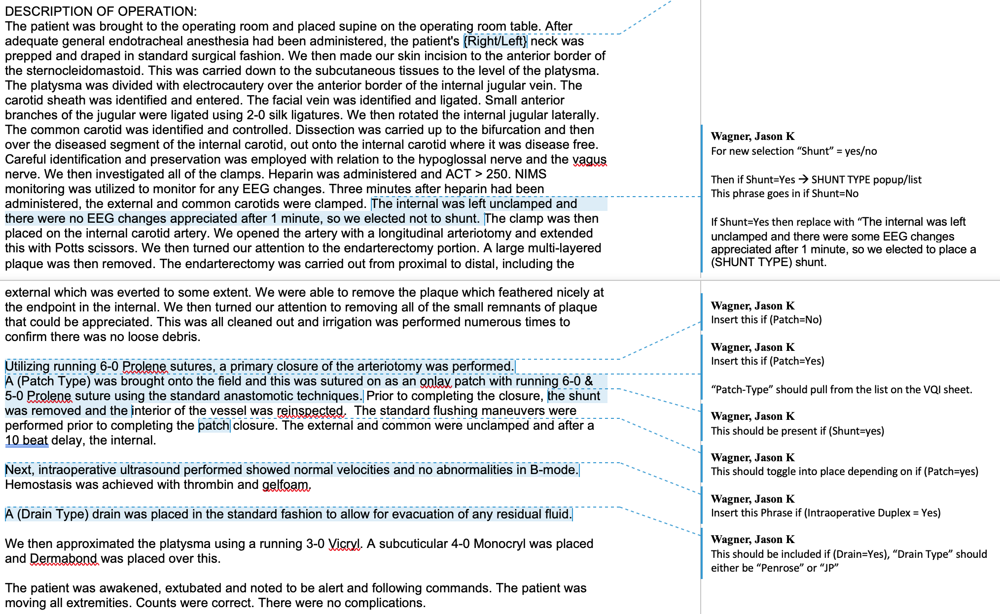 DESCRIPTION OF OPERATION:
The patient was brought to the operating room and placed supine on the operating room table. After
adequate general endotracheal anesthesia had been administered, the patient's {Right/Left} neck was
prepped and draped in standard surgical fashion. We then made our skin incision to the anterior border of
the sternocleidomastoid. This was carried down to the subcutaneous tissues to the level of the platysma.
The platysma was divided with electrocautery over the anterior border of the internal jugular vein. The
carotid sheath was identified and entered. The facial vein was identified and ligated. Small anterior
branches of the jugular were ligated using 2-0 silk ligatures. We then rotated the internal jugular laterally.
The common carotid was identified and controlled. Dissection was carried up to the bifurcation and then
over the diseased segment of the internal carotid, out onto the internal carotid where it was disease free.
Careful identification and preservation was employed with relation to the hypoglossal nerve and the vagus
nerve. We then investigated all of the clamps. Heparin was administered and ACT > 250. NIMS
monitoring was utilized to monitor for any EEG changes. Three minutes after heparin had been
administered, the external and common carotids were clamped. The internal was left unclamped and
there were no EEG changes appreciated after 1 minute, so we elected not to shunt. The clamp was then
placed on the internal carotid artery. We opened the artery with a longitudinal arteriotomy and extended
this with Potts scissors. We then turned our attention to the endarterectomy portion. A large multi-layered
plaque was then removed. The endarterectomy was carried out from proximal to distal, including the
Wagner, Jason K
For new selection “Shunt” = yes/no
Then if Shunt=Yes → SHUNT TYPE popup/list
This phrase goes in if Shunt=No
If Shunt=Yes then replace with “The internal was left
unclamped and there were some EEG changes
appreciated after 1 minute, so we elected to place a
(SHUNT TYPE) shunt.
external which was everted to some extent. We were able to remove the plaque which feathered nicely at
the endpoint in the internal. We then turned our attention to removing all of the small remnants of plaque
that could be appreciated. This was all cleaned out and irrigation was performed numerous times to
confirm there was no loose debris.
Utilizing running 6-0 Prolene sutures, a primary closure of the arteriotomy was performed.
A (Patch Type) was brought onto the field and this was sutured on as an onlay patch with running 6-0 &
5-0 Prolene suture using the standard anastomotic techniques. Prior to completing the closure, the shunt
was removed and the interior of the vessel was reinspected.  The standard flushing maneuvers were
performed prior to completing the patch closure. The external and common were unclamped and after a
10 beat delay, the internal.
Next, intraoperative ultrasound performed showed normal velocities and no abnormalities in B-mode.
Hemostasis was achieved with thrombin and gelfoam.
A (Drain Type) drain was placed in the standard fashion to allow for evacuation of any residual fluid.
We then approximated the platysma using a running 3-0 Vicryl. A subcuticular 4-0 Monocryl was placed
and Dermabond was placed over this.
The patient was awakened, extubated and noted to be alert and following commands. The patient was
moving all extremities. Counts were correct. There were no complications.
Wagner, Jason K
Insert this if (Patch=No)
Wagner, Jason K
Insert this if (Patch=Yes)
“Patch-Type” should pull from the list on the VQI sheet.
Wagner, Jason K
This should be present if (Shunt=yes)
Wagner, Jason K
This should toggle into place depending on if (Patch=yes)
Wagner, Jason K
Insert this Phrase if (Intraoperative Duplex = Yes)
Wagner, Jason K
This should be included if (Drain=Yes), “Drain Type” should
either be “Penrose” or “JP”